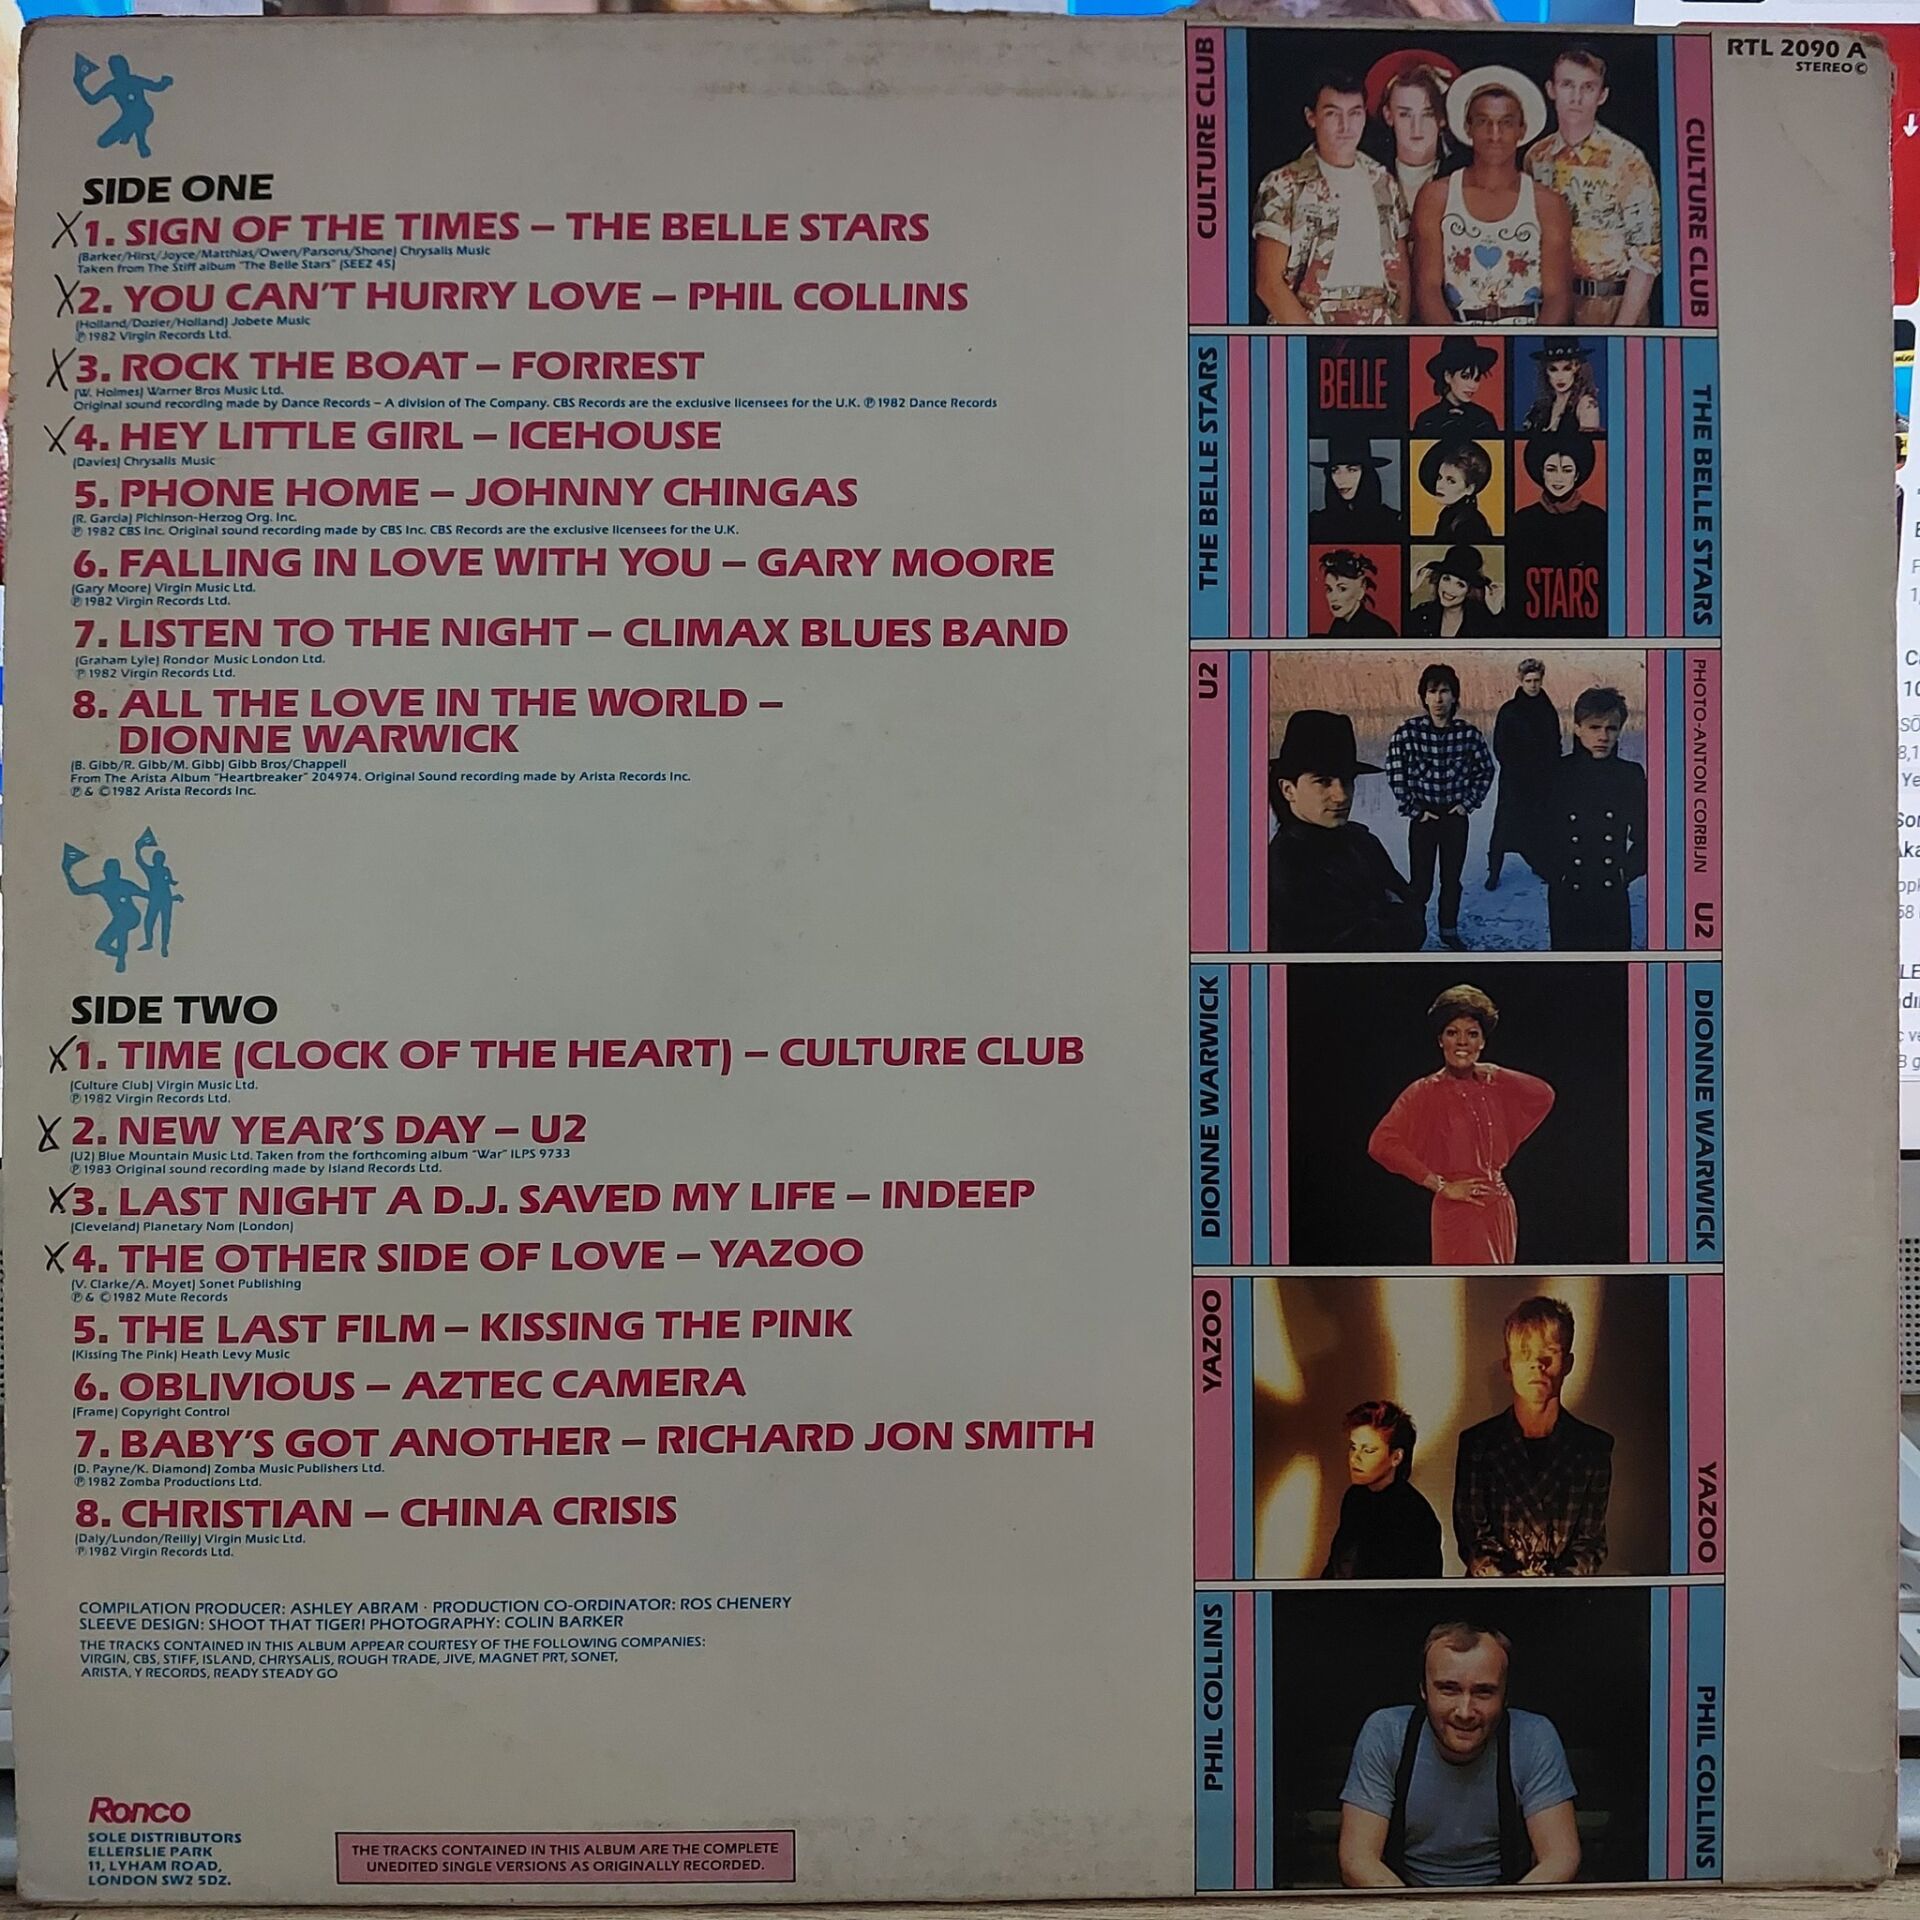 RTL 2090 A
STEREO ©
SIDE ONE
X 1. SIGN OF THE TIMES – THE BELLE STARS
(Barker/Hirst/Joyce/Matthias/Owen/Parsons/Shone) Chrysalis Music
Taken from The Stiff album "The Belle Stars" (SEEZ 45)
X 2. YOU CAN'T HURRY LOVE – PHIL COLLINS
(Holland/Dozier/Holland) Jobete Music
℗ 1982 Virgin Records Ltd.
X 3. ROCK THE BOAT – FORREST
(W. Holmes) Warner Bros Music Ltd.
Original sound recording made by Dance Records – A division of The Company. CBS Records are the exclusive licensees for the U.K. ℗ 1982 Dance Records
X 4. HEY LITTLE GIRL – ICEHOUSE
(Davies) Chrysalis Music
5. PHONE HOME – JOHNNY CHINGAS
(R. Garcia) Pichinson-Herzog Org. Inc.
℗ 1982 CBS Inc. Original sound recording made by CBS Inc. CBS Records are the exclusive licensees for the U.K.
6. FALLING IN LOVE WITH YOU – GARY MOORE
(Gary Moore) Virgin Music Ltd.
℗ 1982 Virgin Records Ltd.
7. LISTEN TO THE NIGHT – CLIMAX BLUES BAND
(Graham Lyle) Rondor Music London Ltd.
℗ 1982 Virgin Records Ltd.
8. ALL THE LOVE IN THE WORLD –
DIONNE WARWICK
(B. Gibb/R. Gibb/M. Gibb) Gibb Bros/Chappell
From The Arista Album "Heartbreaker" 204974. Original Sound recording made by Arista Records Inc.
℗ & © 1982 Arista Records Inc.
SIDE TWO
X 1. TIME (CLOCK OF THE HEART) – CULTURE CLUB
(Culture Club) Virgin Music Ltd.
℗ 1982 Virgin Records Ltd.
X 2. NEW YEAR'S DAY – U2
(U2) Blue Mountain Music Ltd. Taken from the forthcoming album "War" ILPS 9733
℗ 1983 Original sound recording made by Island Records Ltd.
X 3. LAST NIGHT A D.J. SAVED MY LIFE – INDEEP
(Cleveland) Planetary Nom (London)
X 4. THE OTHER SIDE OF LOVE – YAZOO
(V. Clarke/A. Moyet) Sonet Publishing
℗ & © 1982 Mute Records
5. THE LAST FILM – KISSING THE PINK
(Kissing The Pink) Heath Levy Music
6. OBLIVIOUS – AZTEC CAMERA
(Frame) Copyright Control
7. BABY'S GOT ANOTHER – RICHARD JON SMITH
(D. Payne/K. Diamond) Zomba Music Publishers Ltd.
℗ 1982 Zomba Productions Ltd.
8. CHRISTIAN – CHINA CRISIS
(Daly/Lundon/Reilly) Virgin Music Ltd.
℗ 1982 Virgin Records Ltd.
COMPILATION PRODUCER: ASHLEY ABRAM · PRODUCTION CO-ORDINATOR: ROS CHENERY
SLEEVE DESIGN: SHOOT THAT TIGER! PHOTOGRAPHY: COLIN BARKER
THE TRACKS CONTAINED IN THIS ALBUM APPEAR COURTESY OF THE FOLLOWING COMPANIES:
VIRGIN, CBS, STIFF, ISLAND, CHRYSALIS, ROUGH TRADE, JIVE, MAGNET PRT, SONET,
ARISTA, Y RECORDS, READY STEADY GO
Ronco
SOLE DISTRIBUTORS
ELLERSLIE PARK
11, LYHAM ROAD,
LONDON SW2 5DZ.
THE TRACKS CONTAINED IN THIS ALBUM ARE THE COMPLETE
UNEDITED SINGLE VERSIONS AS ORIGINALLY RECORDED.
CULTURE CLUB
CULTURE CLUB
THE BELLE STARS
BELLE
STARS
THE BELLE STARS
U2
PHOTO-ANTON CORBIJN U2
DIONNE WARWICK
DIONNE WARWICK
YAZOO
YAZOO
PHIL COLLINS
PHIL COLLINS